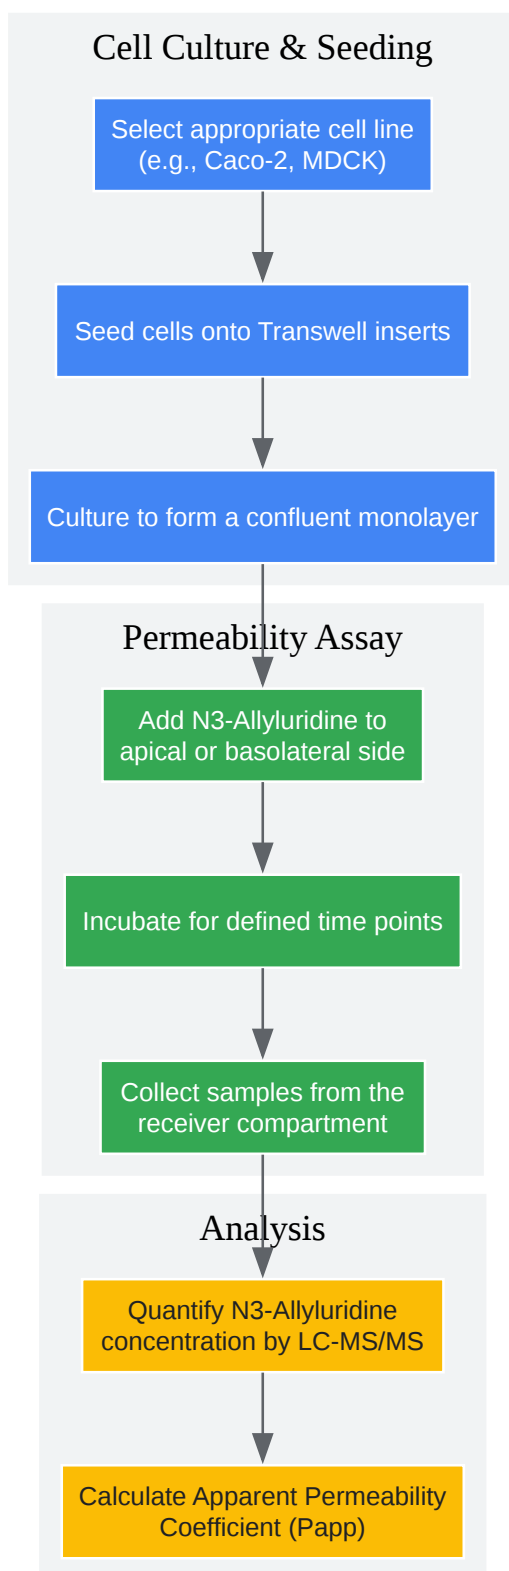 Cell Culture & Seeding
Select appropriate cell line
(e.g., Caco-2, MDCK)
Seed cells onto Transwell inserts
Culture to form a confluent monolayer
Permeability Assay
Add N3-Allyluridine to
apical or basolateral side
Incubate for defined time points
Collect samples from the
receiver compartment
Analysis
Quantify N3-Allyluridine
concentration by LC-MS/MS
Calculate Apparent Permeability
Coefficient (Papp)